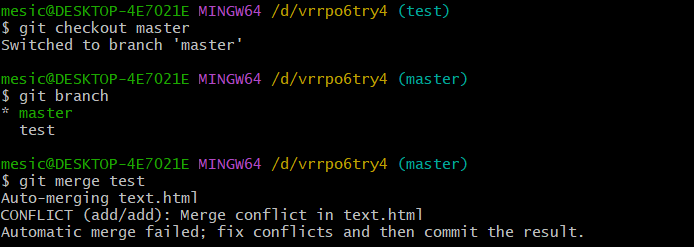 mesic@DESKTOP-4E7021E MINGW64 /d/vrrpo6try4 (test)
$ git checkout master
Switched to branch 'master'
mesic@DESKTOP-4E7021E MINGW64 /d/vrrpo6try4 (master)
$ git branch
* master
  test
mesic@DESKTOP-4E7021E MINGW64 /d/vrrpo6try4 (master)
$ git merge test
Auto-merging text.html
CONFLICT (add/add): Merge conflict in text.html
Automatic merge failed; fix conflicts and then commit the result.